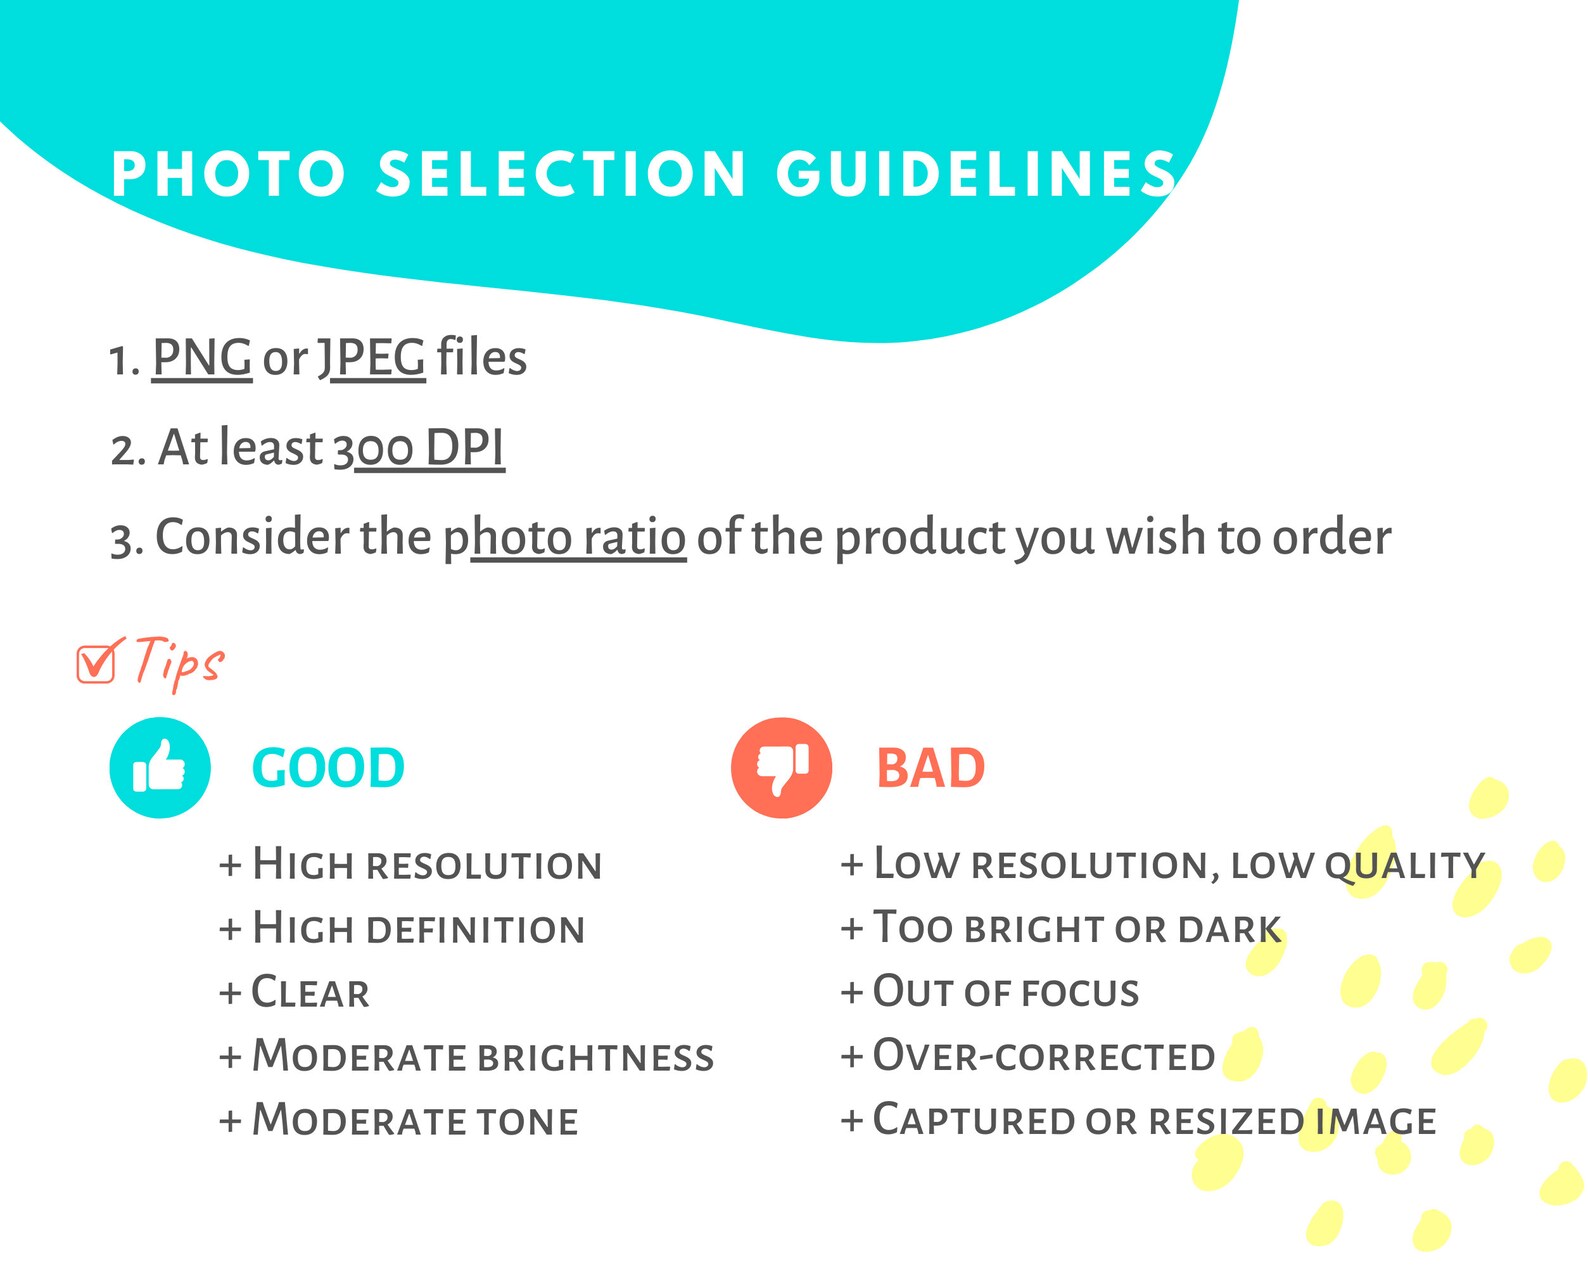 PHOTO SELECTION GUIDELINES
1. PNG or JPEG files
2. At least 300 DPI
3. Consider the photo ratio of the product you wish to order
Tips
GOOD
+ High resolution
+ High definition
+ Clear
+ Moderate brightness
+ Moderate tone
BAD
+ Low resolution, low quality
+ Too bright or dark
+ Out of focus
+ Over-corrected
+ Captured or resized image